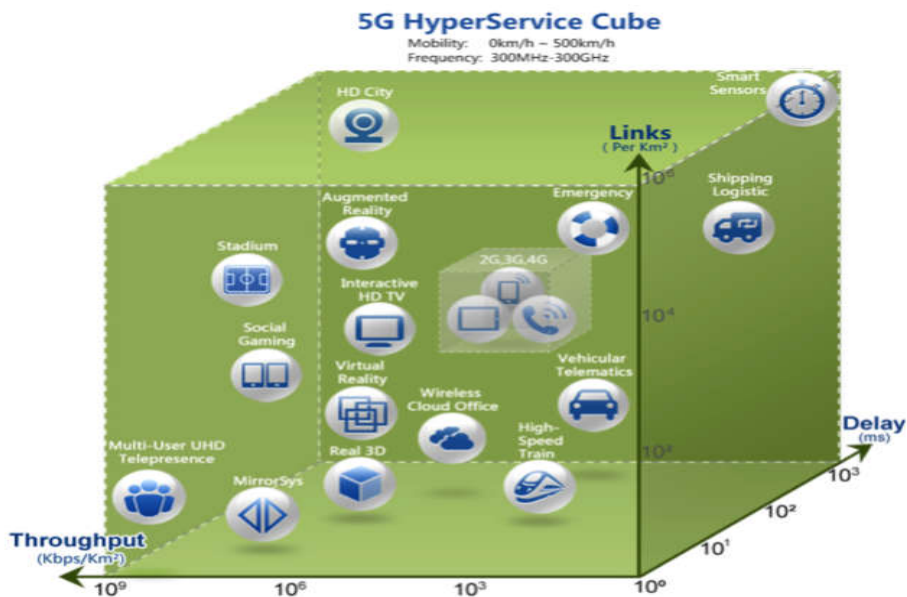 5G HyperService Cube
Mobility: 0km/h ~ 500km/h
Frequency: 300MHz-300GHz
Smart
Sensors
HD City
Links
( Per Km² )
10⁶
Shipping
Logistic
Augmented
Reality
Emergency
Stadium
2G,3G,4G
Interactive
HD TV
10⁴
Social
Gaming
Virtual
Reality
Vehicular
Telematics
Wireless
Cloud Office
Delay
(ms)
High-
Speed
Train
Multi-User UHD
Telepresence
Real 3D
10²
10³
MirrorSys
10²
Throughput
(Kbps/Km²)
10¹
10⁹
10⁶
10³
10⁰